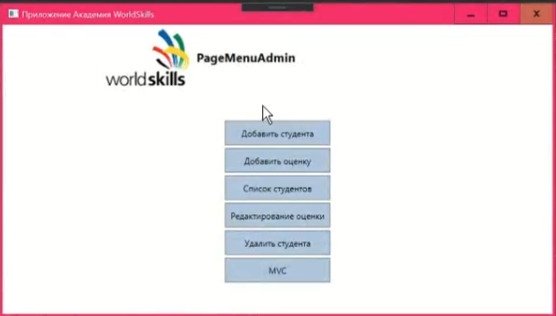 Приложение Академия WorldSkills
worldskills
PageMenuAdmin
Добавить студента
Добавить оценку
Список студентов
Редактирование оценки
Удалить студента
MVC